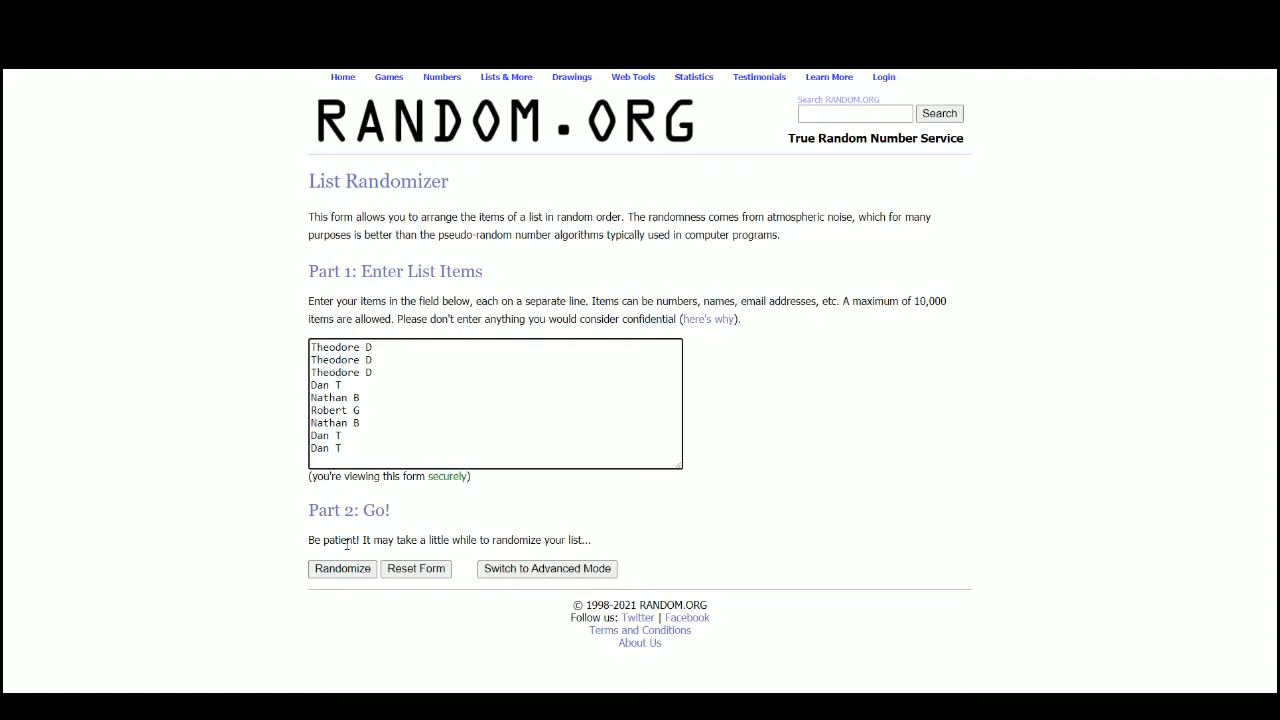 Home Games Numbers Lists & More Drawings Web Tools Statistics Testimonials Learn More Login
RANDOM.ORG
Search RANDOM.ORG
Search
True Random Number Service
List Randomizer
This form allows you to arrange the items of a list in random order. The randomness comes from atmospheric noise, which for many
purposes is better than the pseudo-random number algorithms typically used in computer programs.
Part 1: Enter List Items
Enter your items in the field below, each on a separate line. Items can be numbers, names, email addresses, etc. A maximum of 10,000
items are allowed. Please don't enter anything you would consider confidential (here's why).
Theodore D
Theodore D
Theodore D
Dan T
Nathan B
Robert G
Nathan B
Dan T
Dan T
(you're viewing this form securely)
Part 2: Go!
Be patient! It may take a little while to randomize your list...
Randomize Reset Form Switch to Advanced Mode
© 1998-2021 RANDOM.ORG
Follow us: Twitter | Facebook
Terms and Conditions
About Us